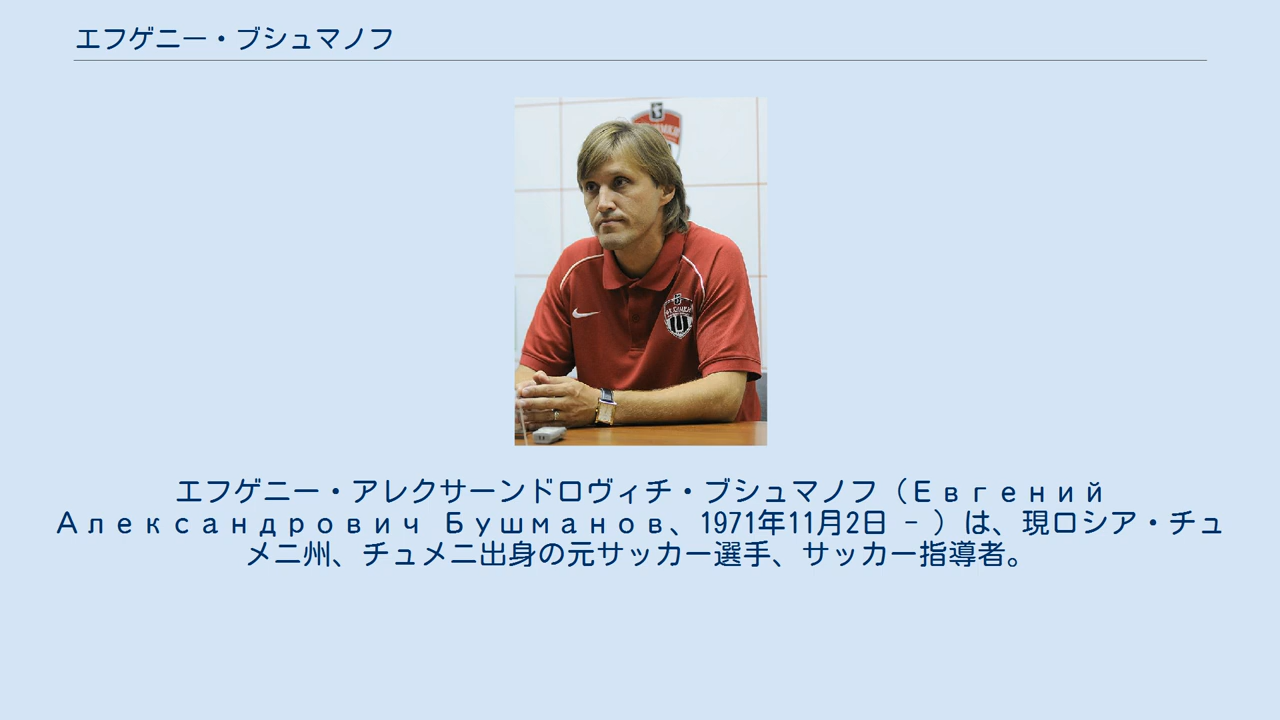 エフゲニー・ブシュマノフ
エフゲニー・アレクサーンドロヴィチ・ブシュマノフ（Евгений
Александрович Бушманов、1971年11月2日 - ）は、現ロシア・チュ
メニ州、チュメニ出身の元サッカー選手、サッカー指導者。